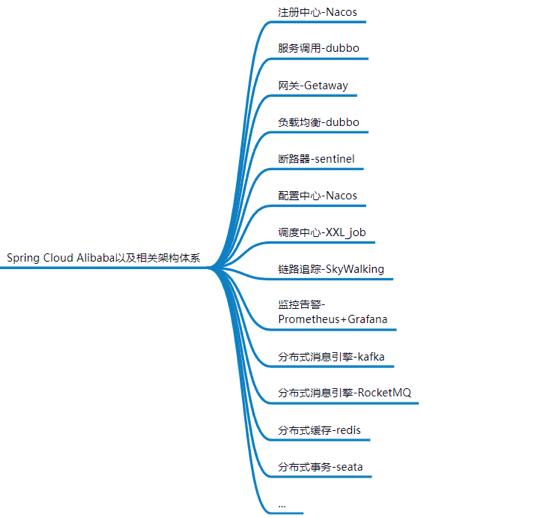 注册中心-Nacos
服务调用-dubbo
网关-Getaway
负载均衡-dubbo
断路器-sentinel
配置中心-Nacos
调度中心-XXL_job
Spring Cloud Alibaba以及相关架构体系
链路追踪-SkyWalking
监控告警-
Prometheus+Grafana
分布式消息引擎-kafka
分布式消息引擎-RocketMQ
分布式缓存-redis
分布式事务-seata
...